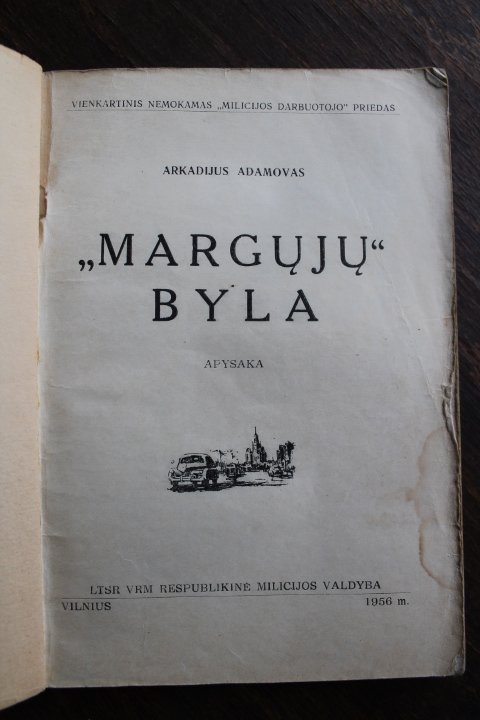 VIENKARTINIS NEMOKAMAS „MILICIJOS DARBUOTOJO" PRIEDAS
ARKADIJUS ADAMOVAS
„MARGŲJŲ“
BYLA
APYSAKA
LTSR VRM RESPUBLIKINĖ MILICIJOS VALDYBA
VILNIUS 1956 m.